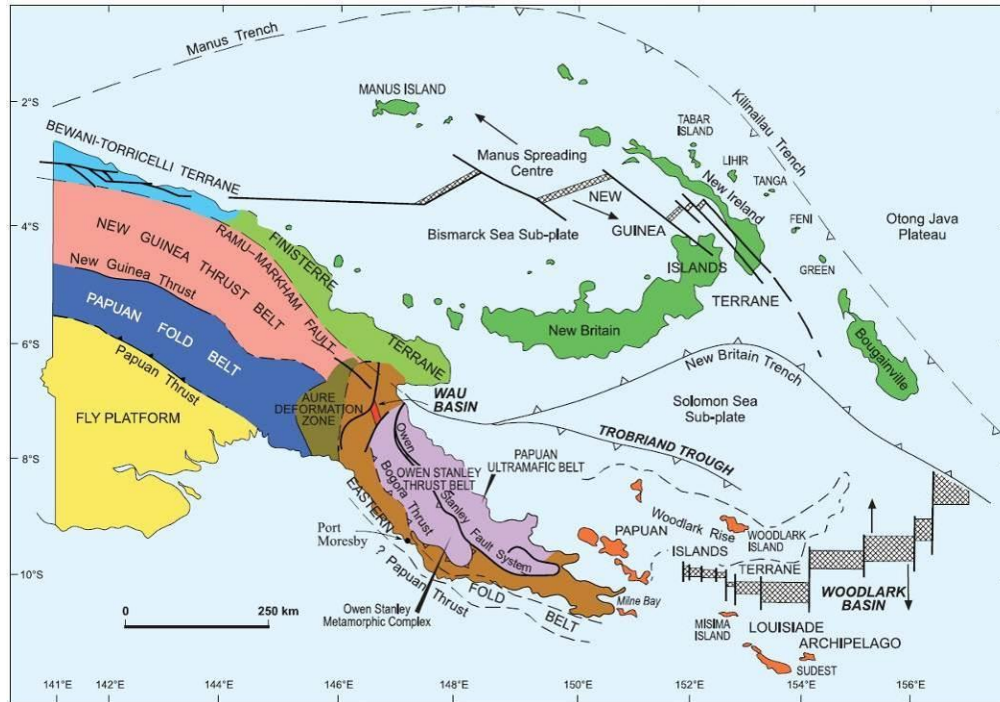 Manus Trench
MANUS ISLAND
Kilinailau Trench
2°S
TABAR
ISLAND
BEWANI-TORRICELLI TERRANE
Manus Spreading
Centre
LIHIR
TANGA
NEW
New Ireland
FENI
Otong Java
Plateau
4°S
GUINEA
Bismarck Sea Sub-plate
NEW GUINEA THRUST BELT
RAMU-MARKHAM FAULT
FINISTERRE
TERRANE
GREEN
New Guinea Thrust
ISLANDS
TERRANE
PAPUAN FOLD BELT
New Britain
Bougainville
6°S
Papuan Thrust
New Britain Trench
FLY PLATFORM
AURE
DEFORMATION
ZONE
WAU
BASIN
Solomon Sea
Sub-plate
TROBRIAND TROUGH
8°S
Owen Stanley Fault System
OWEN STANLEY
THRUST BELT
PAPUAN
ULTRAMAFIC BELT
Bogora Thrust
EASTERN
FOLD
BELT
Port
Moresby
? Papuan Thrust
Woodlark Rise
WOODLARK
ISLAND
PAPUAN
ISLANDS
TERRANE
10°S
WOODLARK
BASIN
Milne Bay
0 250 km
Owen Stanley
Metamorphic Complex
MISIMA
ISLAND
LOUISIADE
ARCHIPELAGO
SUDEST
141°E 142°E 144°E 146°E 148°E 150°E 152°E 154°E 156°E